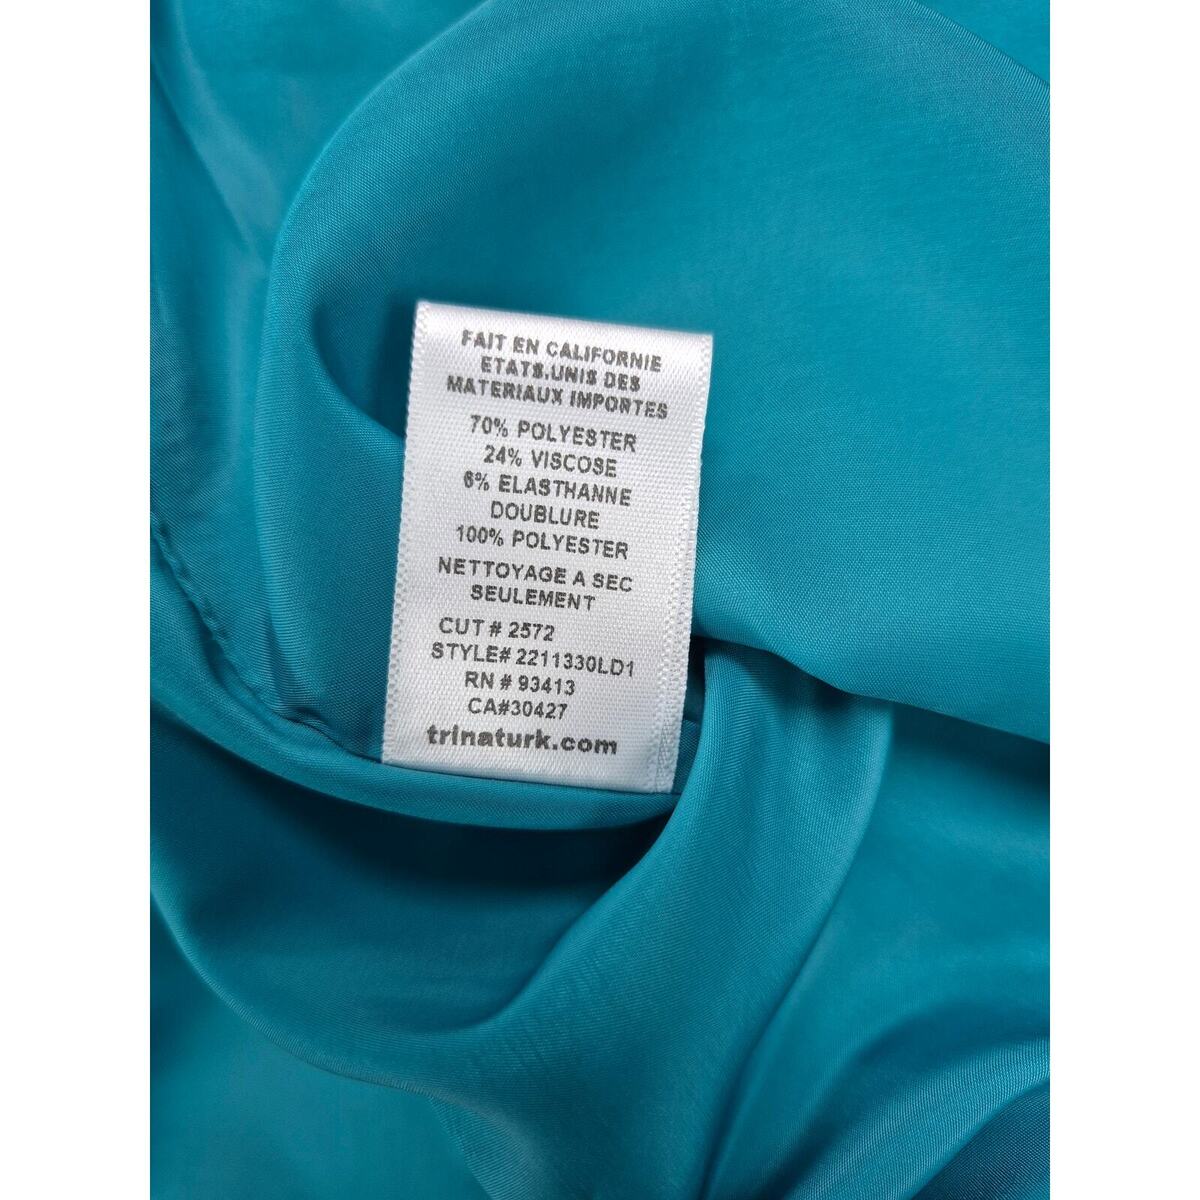 FAIT EN CALIFORNIE
ETATS.UNIS DES
MATERIAUX IMPORTES
70% POLYESTER
24% VISCOSE
6% ELASTHANNE
DOUBLURE
100% POLYESTER
NETTOYAGE A SEC
SEULEMENT
CUT # 2572
STYLE# 2211330LD1
RN # 93413
CA#30427
trinaturk.com